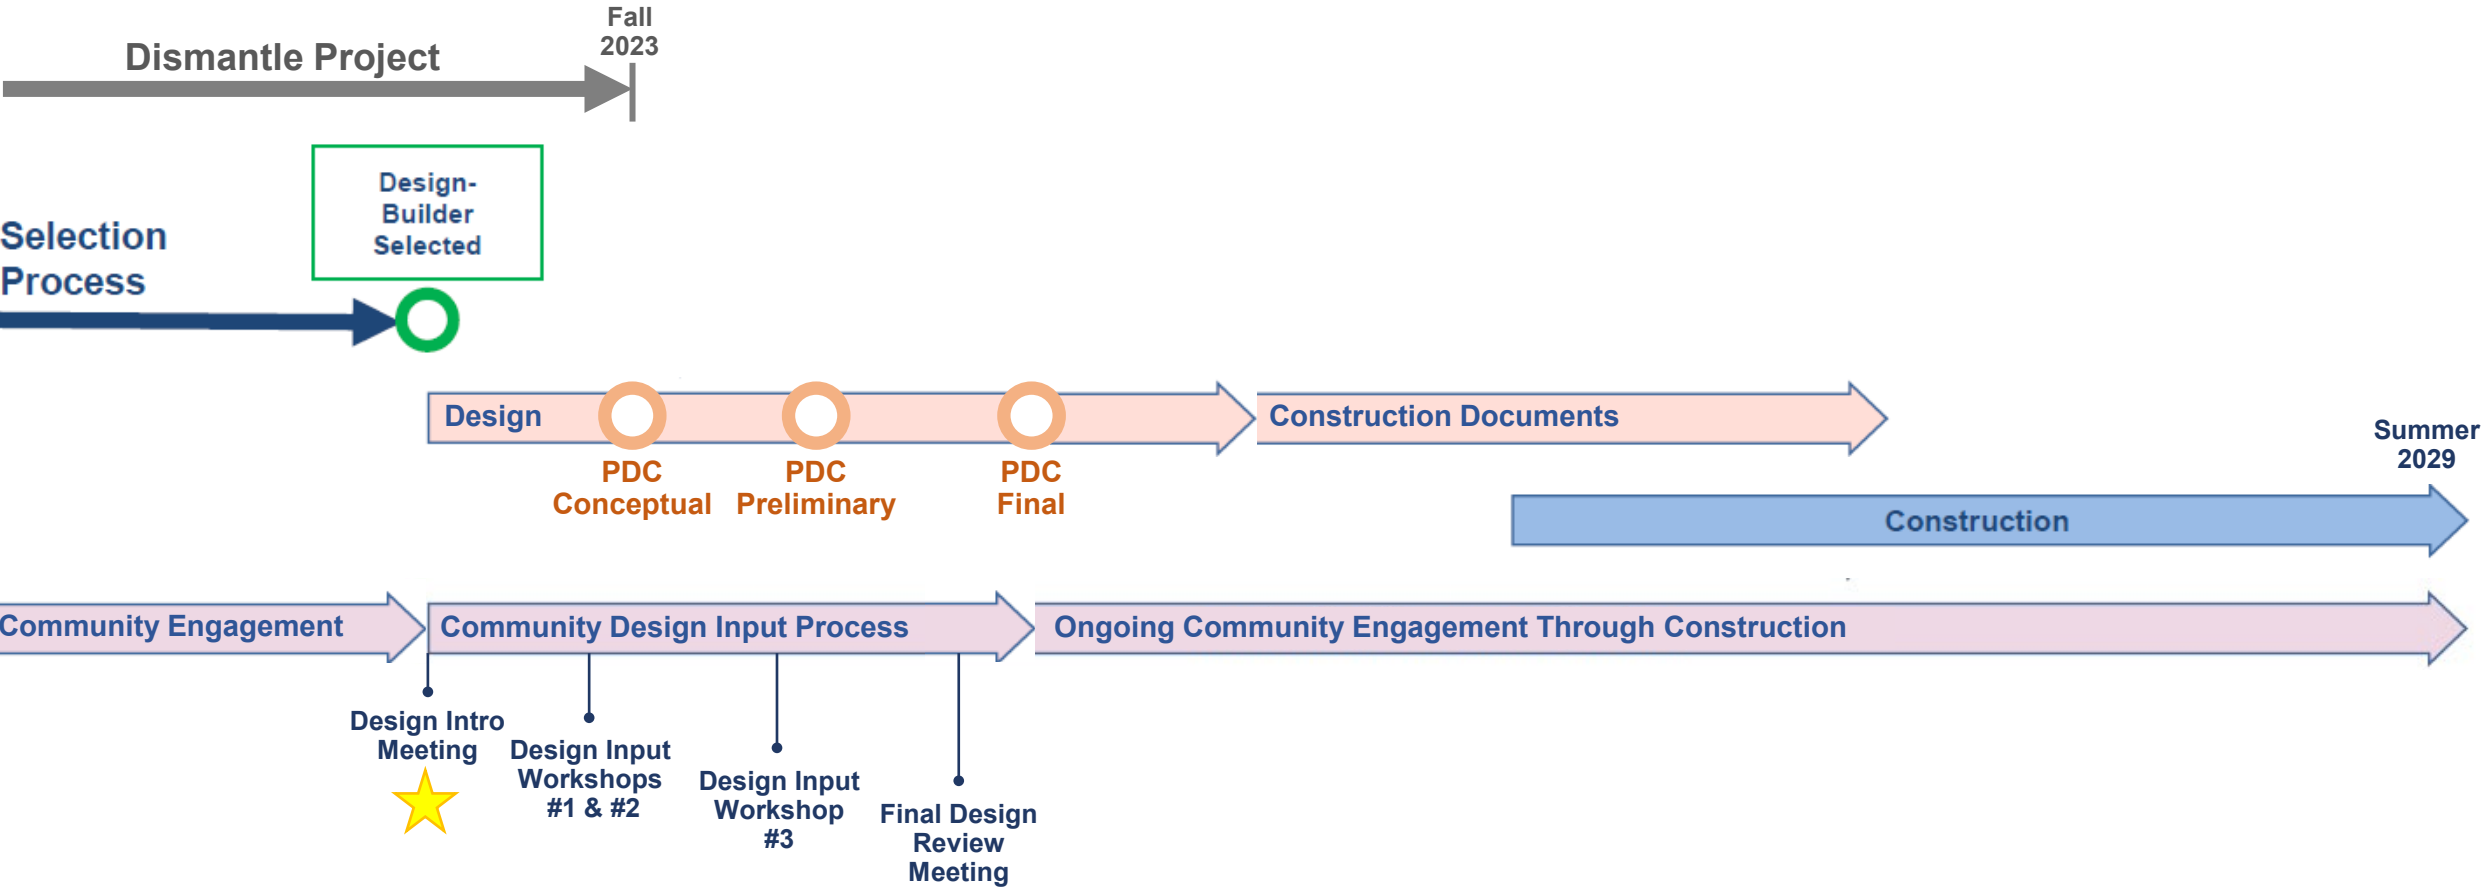 Fall
2023
Dismantle Project
Design-
Builder
Selected
Selection
Process
Design
Construction Documents
PDC
Conceptual
PDC
Preliminary
PDC
Final
Summer
2029
Construction
Community Engagement
Community Design Input Process
Ongoing Community Engagement Through Construction
Design Intro
Meeting
Design Input
Workshops
#1 & #2
Design Input
Workshop
#3
Final Design
Review
Meeting